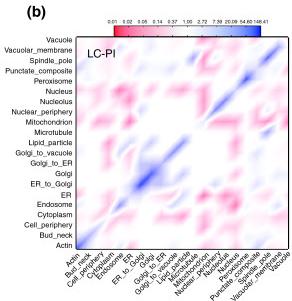 (b)
0.01 0.02 0.05 0.14 0.37 1.00 2.72 7.39 20.09 54.60 148.41
LC-PI
Vacuole
Vacuolar_membrane
Spindle_pole
Punctate_composite
Peroxisome
Nucleus
Nucleolus
Nuclear_periphery
Mitochondrion
Microtubule
Lipid_particle
Golgi_to_vacuole
Golgi_to_ER
Golgi
ER_to_Golgi
ER
Endosome
Cytoplasm
Cell_periphery
Bud_neck
Actin
Actin
Bud_neck
Cell_periphery
Cytoplasm
Endosome
ER
ER_to_Golgi
Golgi
Golgi_to_ER
Golgi_to_vacuole
Lipid_particle
Microtubule
Mitochondrion
Nuclear_periphery
Nucleolus
Nucleus
Peroxisome
Punctate_composite
Spindle_pole
Vacuolar_membrane
Vacuole